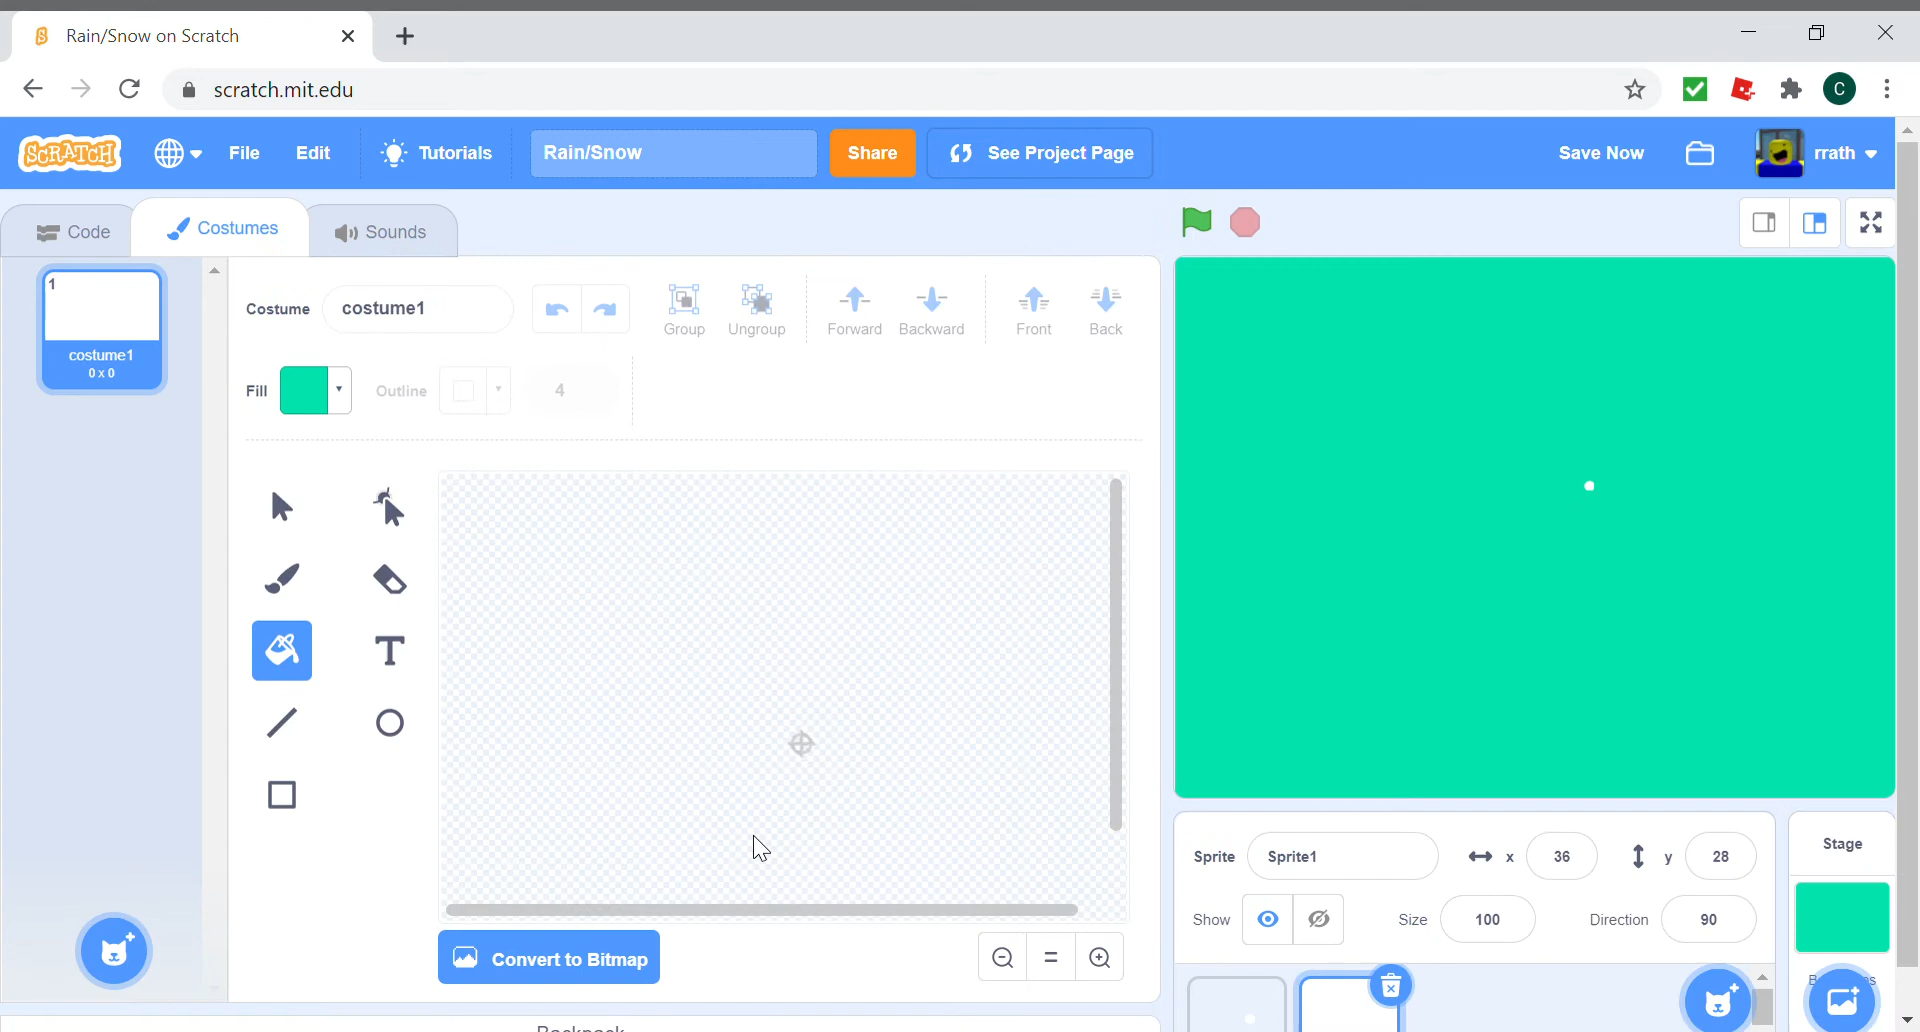 Rain/Snow on Scratch
scratch.mit.edu
C
SCRATCH File Edit Tutorials Rain/Snow Share See Project Page Save Now rrath
Code Costumes Sounds
1
costume1
0 x 0
Costume costume1 Group Ungroup Forward Backward Front Back
Fill Outline 4
T
Convert to Bitmap
Sprite Sprite1 x 36 y 28
Show Size 100 Direction 90
Stage